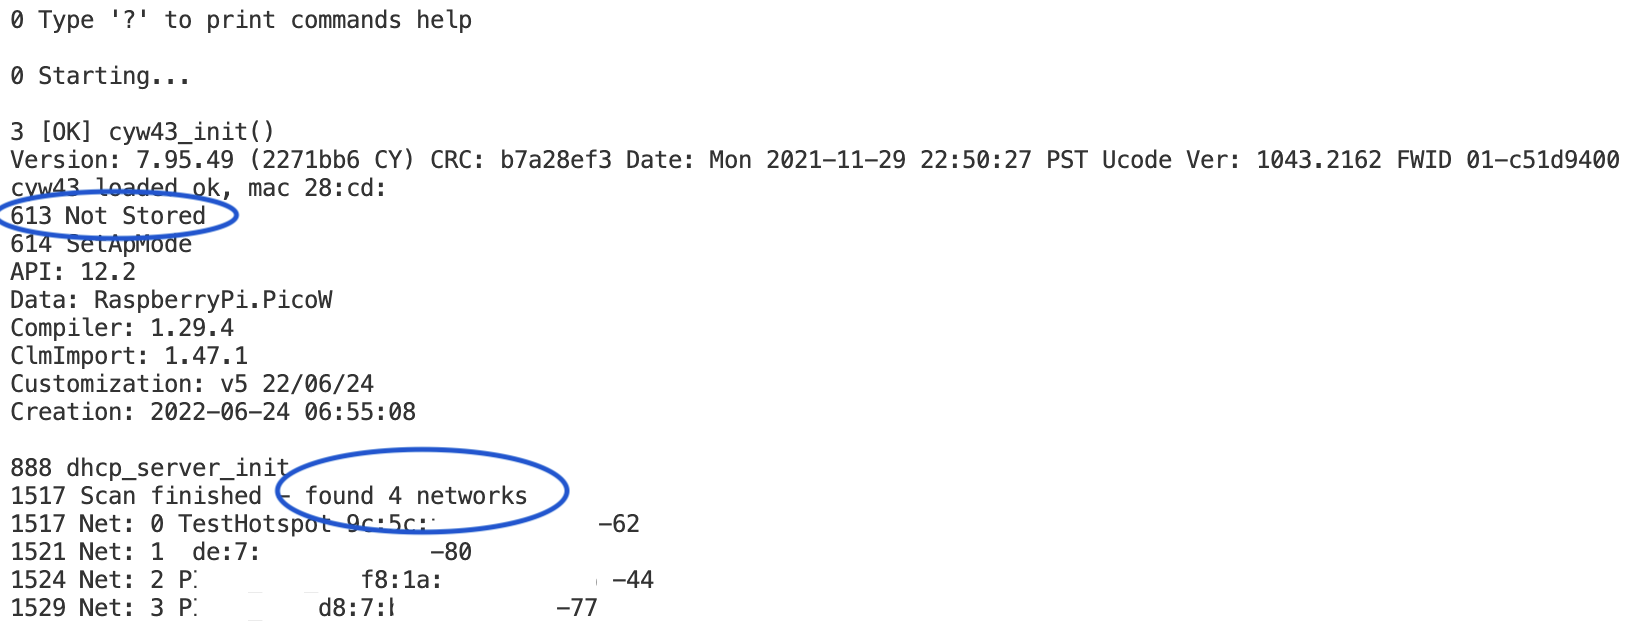 0 Type '?' to print commands help
0 Starting...
3 [OK] cyw43_init()
Version: 7.95.49 (2271bb6 CY) CRC: b7a28ef3 Date: Mon 2021-11-29 22:50:27 PST Ucode Ver: 1043.2162 FWID 01-c51d9400
cyw43 loaded ok, mac 28:cd:
613 Not Stored
614 SetApMode
API: 12.2
Data: RaspberryPi.PicoW
Compiler: 1.29.4
ClmImport: 1.47.1
Customization: v5 22/06/24
Creation: 2022-06-24 06:55:08
888 dhcp_server_init
1517 Scan finished - found 4 networks
1517 Net: 0 TestHotspot 9c:5c: -62
1521 Net: 1 de:7: -80
1524 Net: 2 f8:1a: -44
1529 Net: 3 d8:7: -77